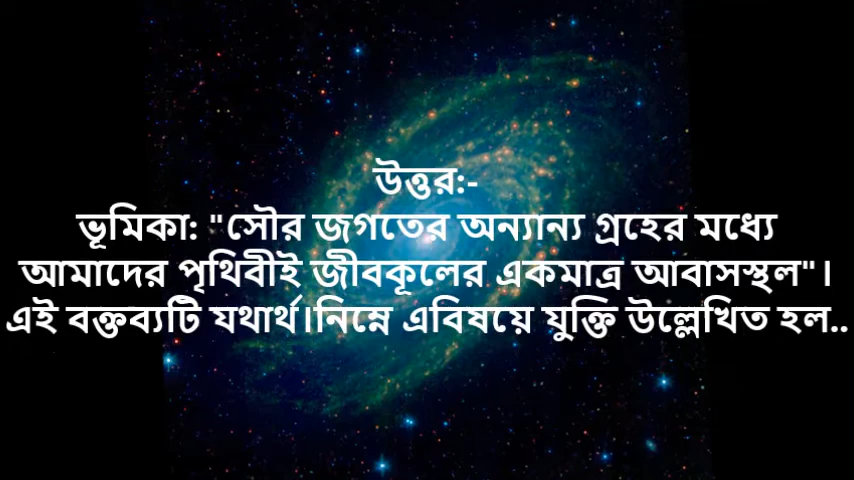 উত্তর:-
ভূমিকা: "সৌর জগতের অন্যান্য গ্রহের মধ্যে
আমাদের পৃথিবীই জীবকূলের একমাত্র আবাসস্থল"।
এই বক্তব্যটি যথার্থ।নিম্নে এবিষয়ে যুক্তি উল্লেখিত হল..